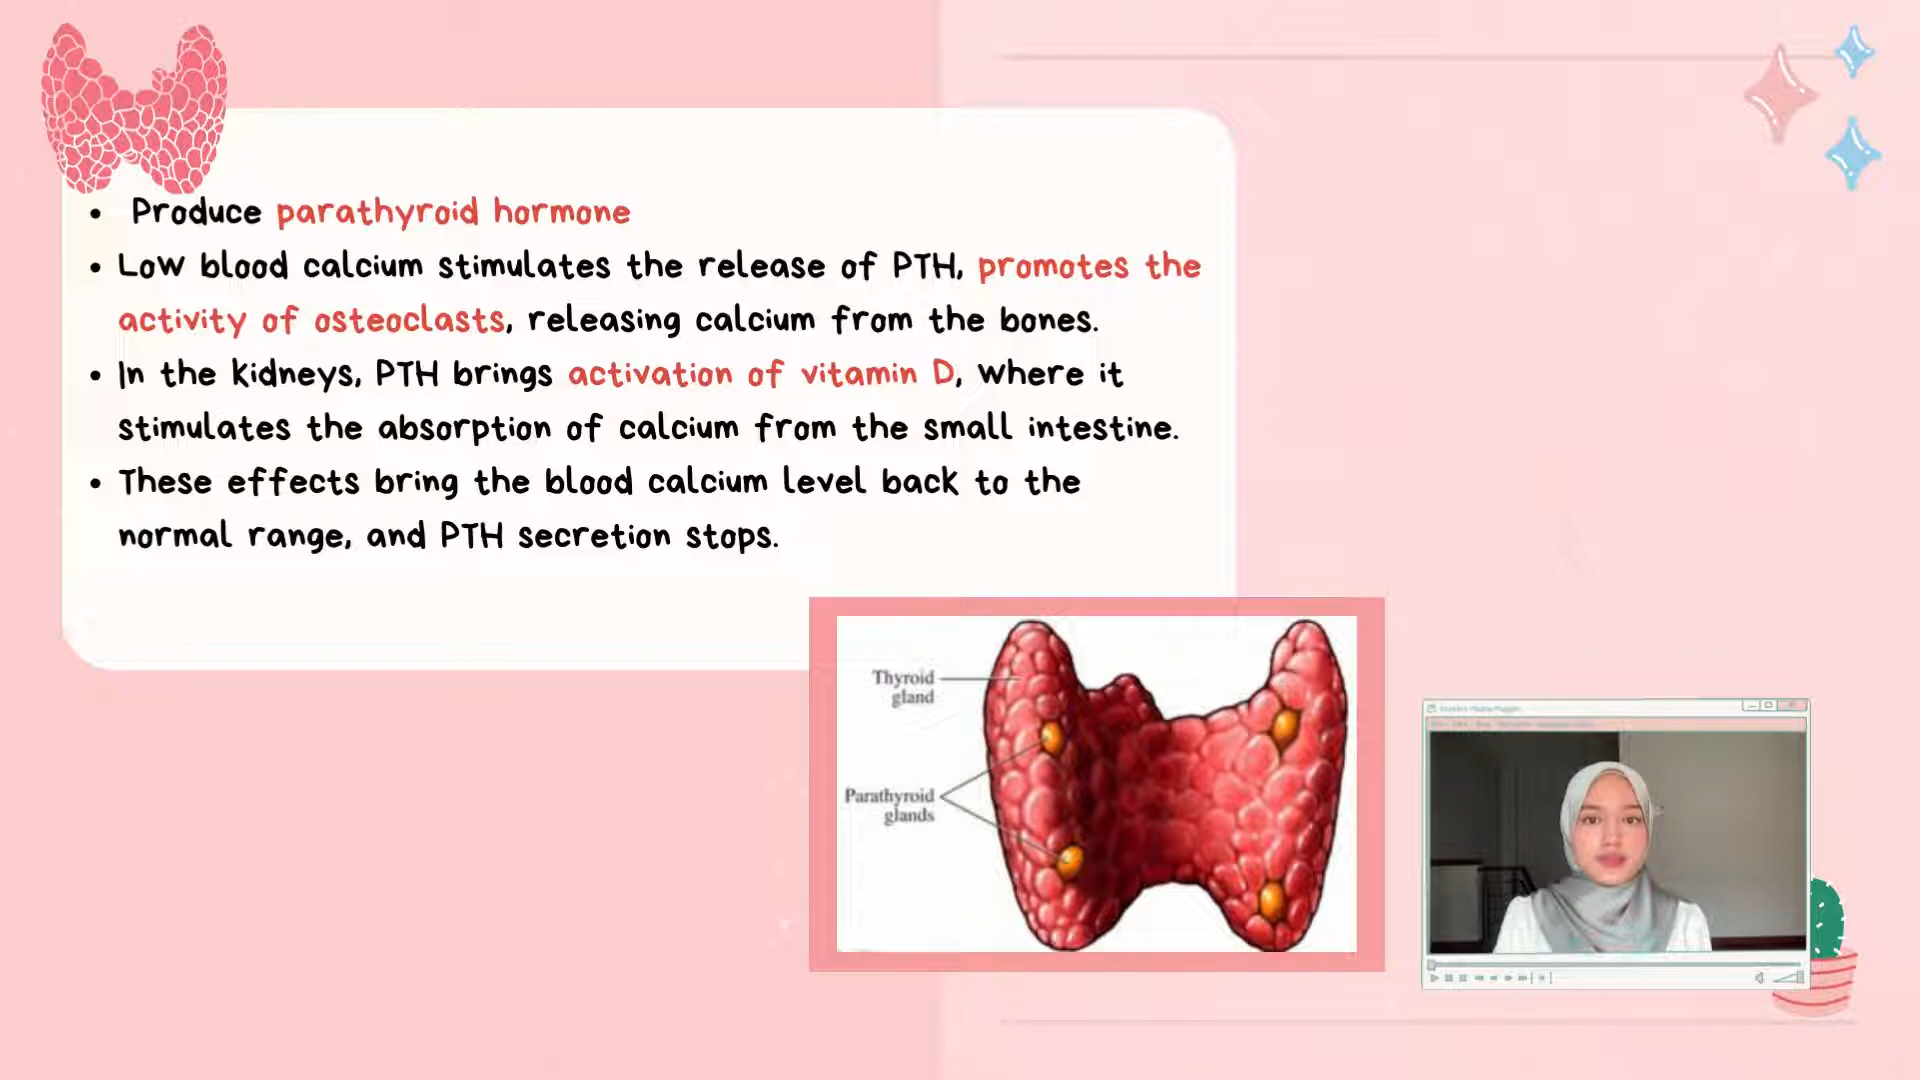 • Produce parathyroid hormone
• Low blood calcium stimulates the release of PTH, promotes the
activity of osteoclasts, releasing calcium from the bones.
• In the kidneys, PTH brings activation of vitamin D, where it
stimulates the absorption of calcium from the small intestine.
• These effects bring the blood calcium level back to the
normal range, and PTH secretion stops.
Thyroid
gland
Parathyroid
glands